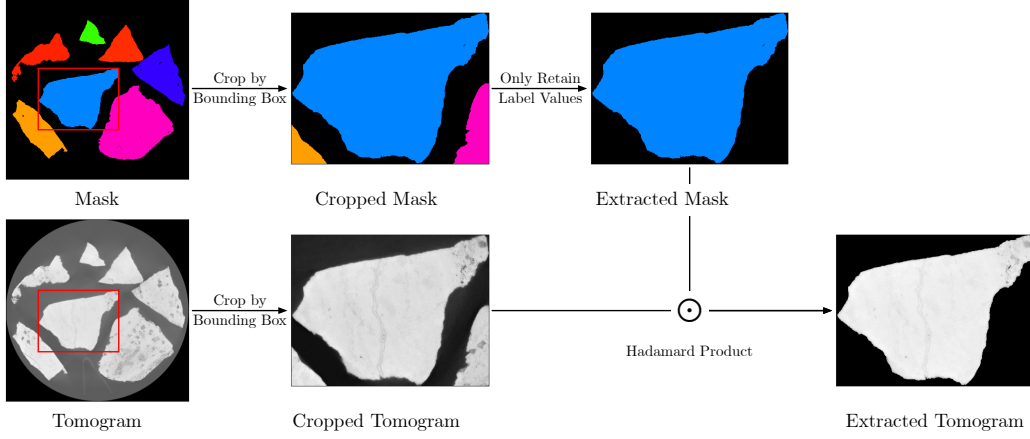 Crop by
Bounding Box
Only Retain
Label Values
Mask
Cropped Mask
Extracted Mask
Crop by
Bounding Box
Hadamard Product
Tomogram
Cropped Tomogram
Extracted Tomogram